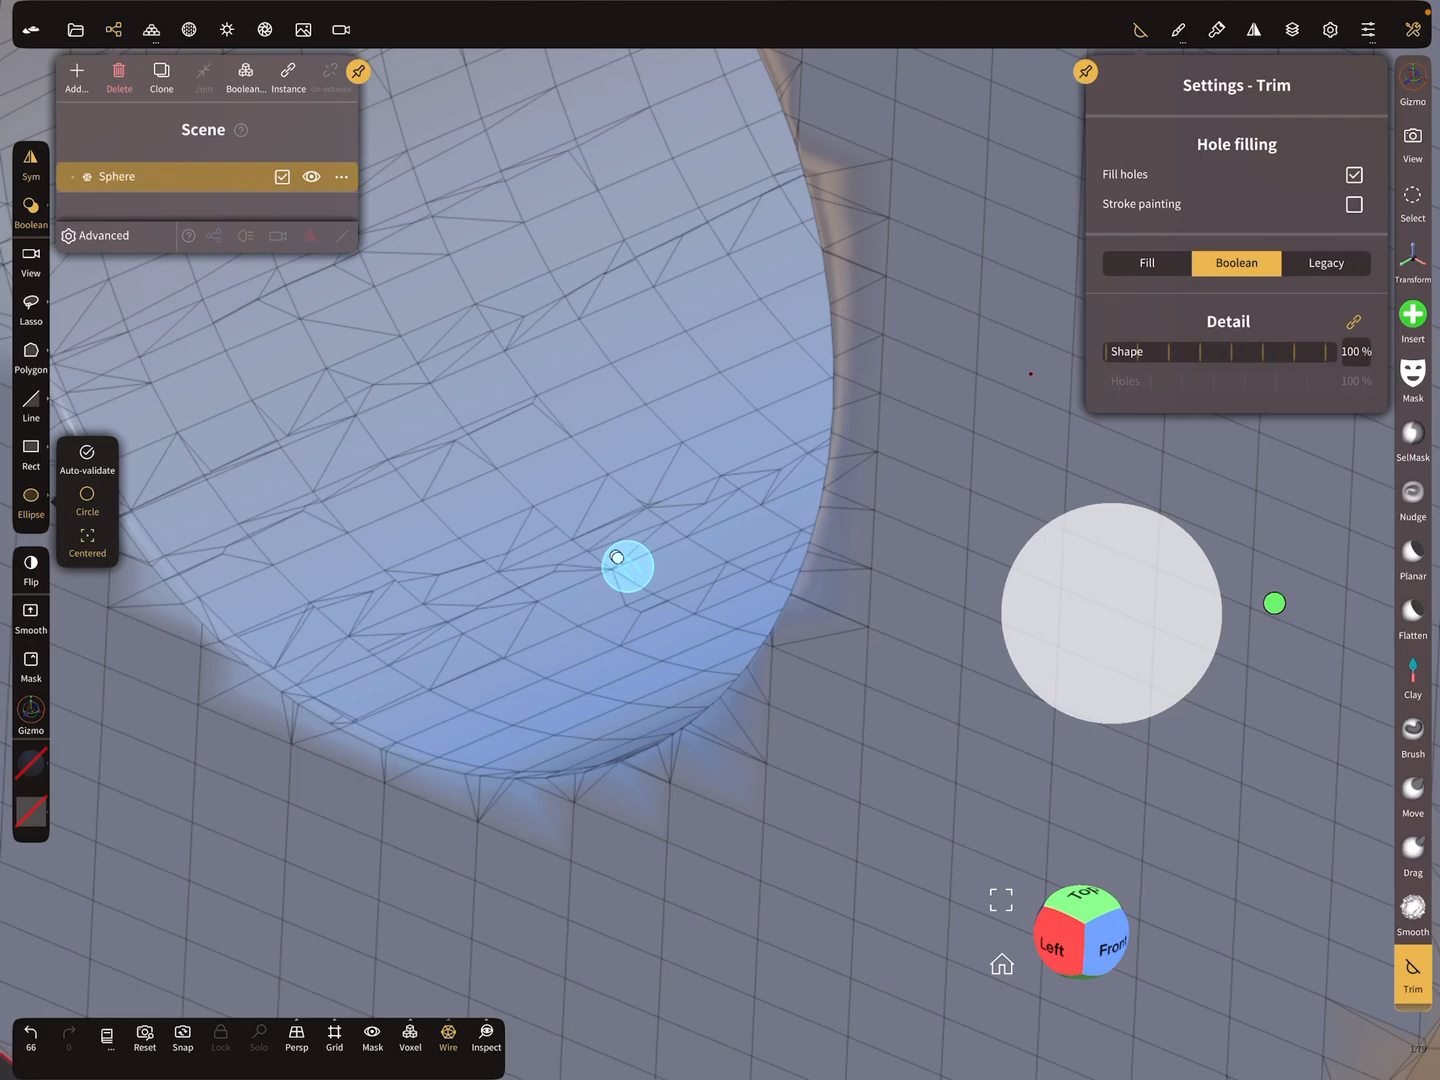 Add...
Delete
Clone
Join
Boolean...
Instance
Un-instance
Scene
Sphere
Advanced
Sym
Boolean
View
Lasso
Polygon
Line
Rect
Ellipse
Auto-validate
Circle
Centered
Flip
Smooth
Mask
Gizmo
Settings - Trim
Hole filling
Fill holes
Stroke painting
Fill
Boolean
Legacy
Detail
Shape
100 %
Holes
100 %
Gizmo
View
Select
Transform
Insert
Mask
SelMask
Nudge
Planar
Flatten
Clay
Brush
Move
Drag
Smooth
Trim
Top
Left
Front
66
0
...
Reset
Snap
Lock
Solo
Persp
Grid
Mask
Voxel
Wire
Inspect